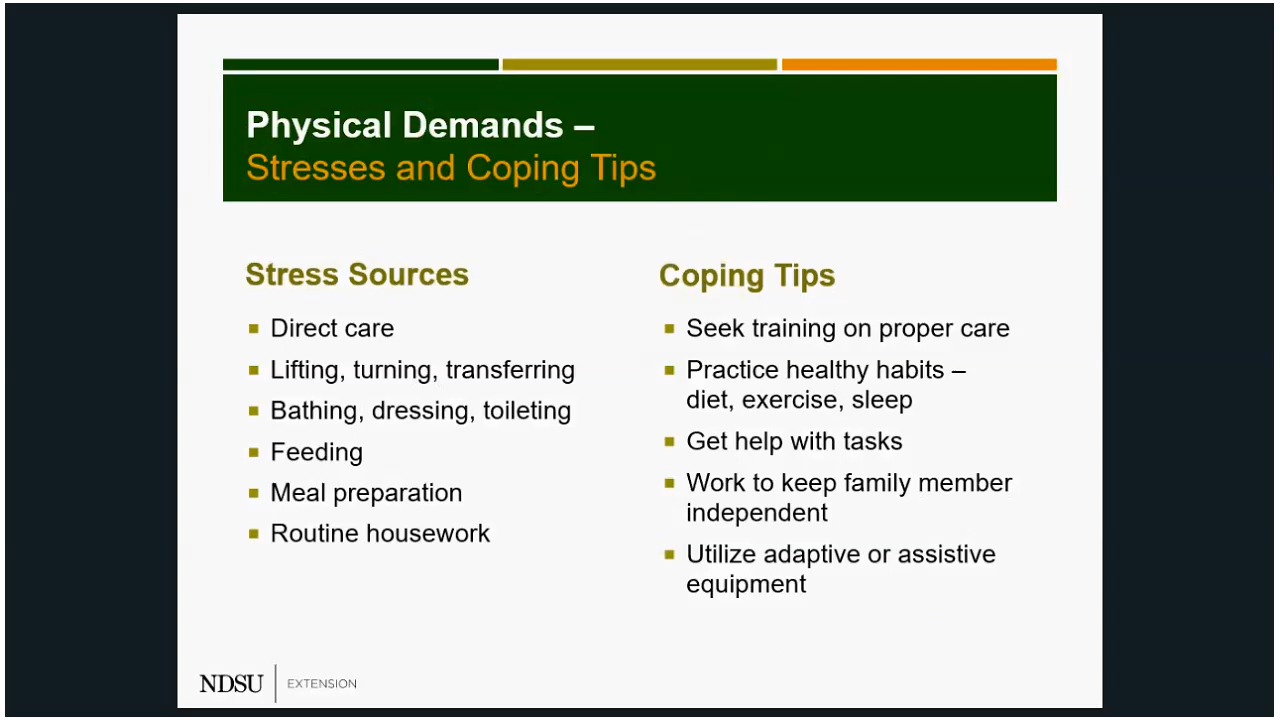 Physical Demands –
Stresses and Coping Tips
Stress Sources
Direct care
Lifting, turning, transferring
Bathing, dressing, toileting
Feeding
Meal preparation
Routine housework
Coping Tips
Seek training on proper care
Practice healthy habits –
diet, exercise, sleep
Get help with tasks
Work to keep family member
independent
Utilize adaptive or assistive
equipment
NDSU EXTENSION